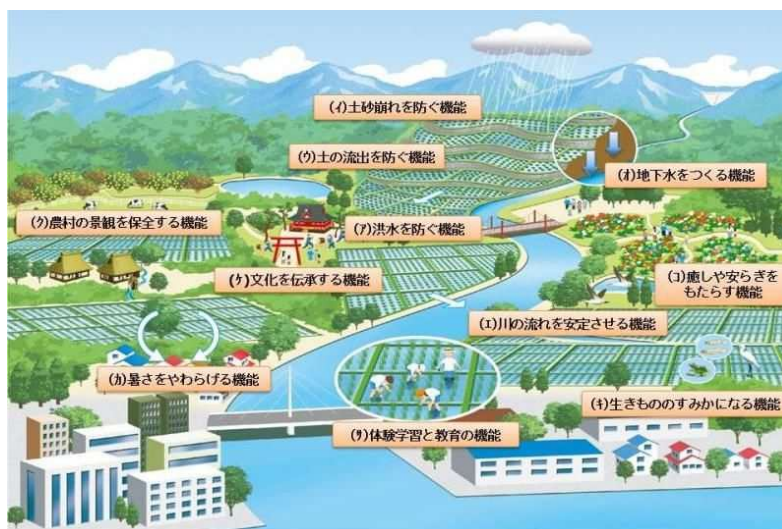 (イ)土砂崩れを防ぐ機能
(ウ)土の流出を防ぐ機能
(オ)地下水をつくる機能
(ク)農村の景観を保全する機能
(ア)洪水を防ぐ機能
(ケ)文化を伝承する機能
(コ)癒しや安らぎを
もたらす機能
(エ)川の流れを安定させる機能
(カ)暑さをやわらげる機能
(キ)生きもののすみかになる機能
(サ)体験学習と教育の機能